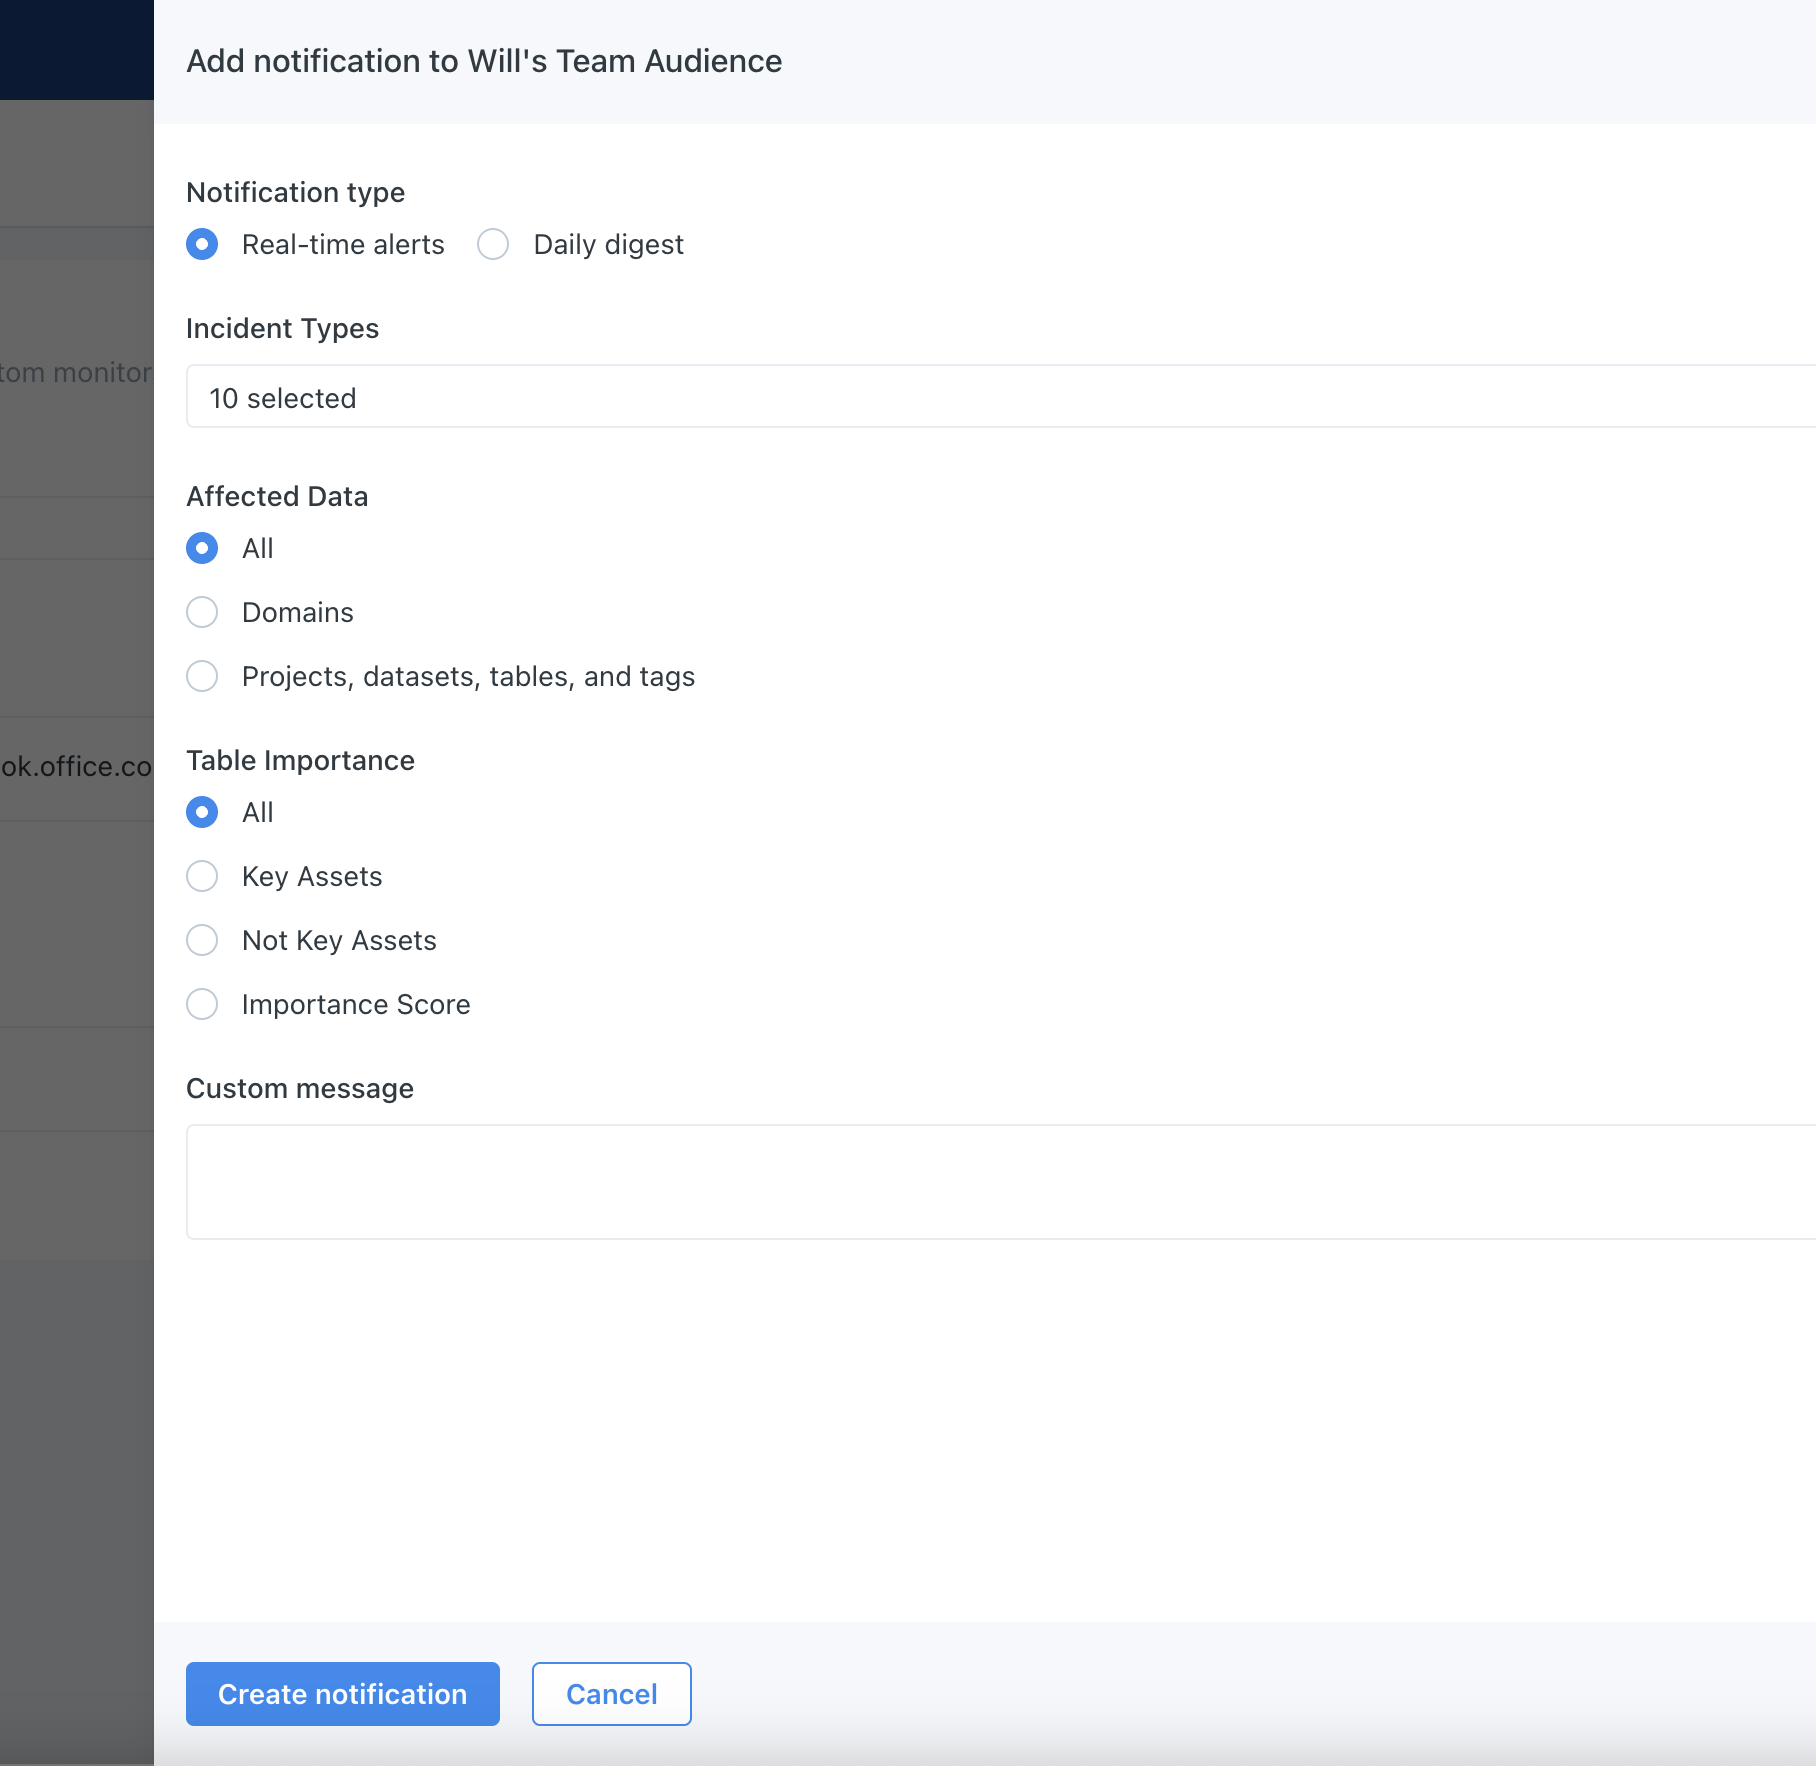 Add notification to Will's Team Audience
Notification type
Real-time alerts Daily digest
Incident Types
tom monitor
10 selected
Affected Data
All
Domains
Projects, datasets, tables, and tags
Table Importance
ok.office.co
All
Key Assets
Not Key Assets
Importance Score
Custom message
Create notification Cancel